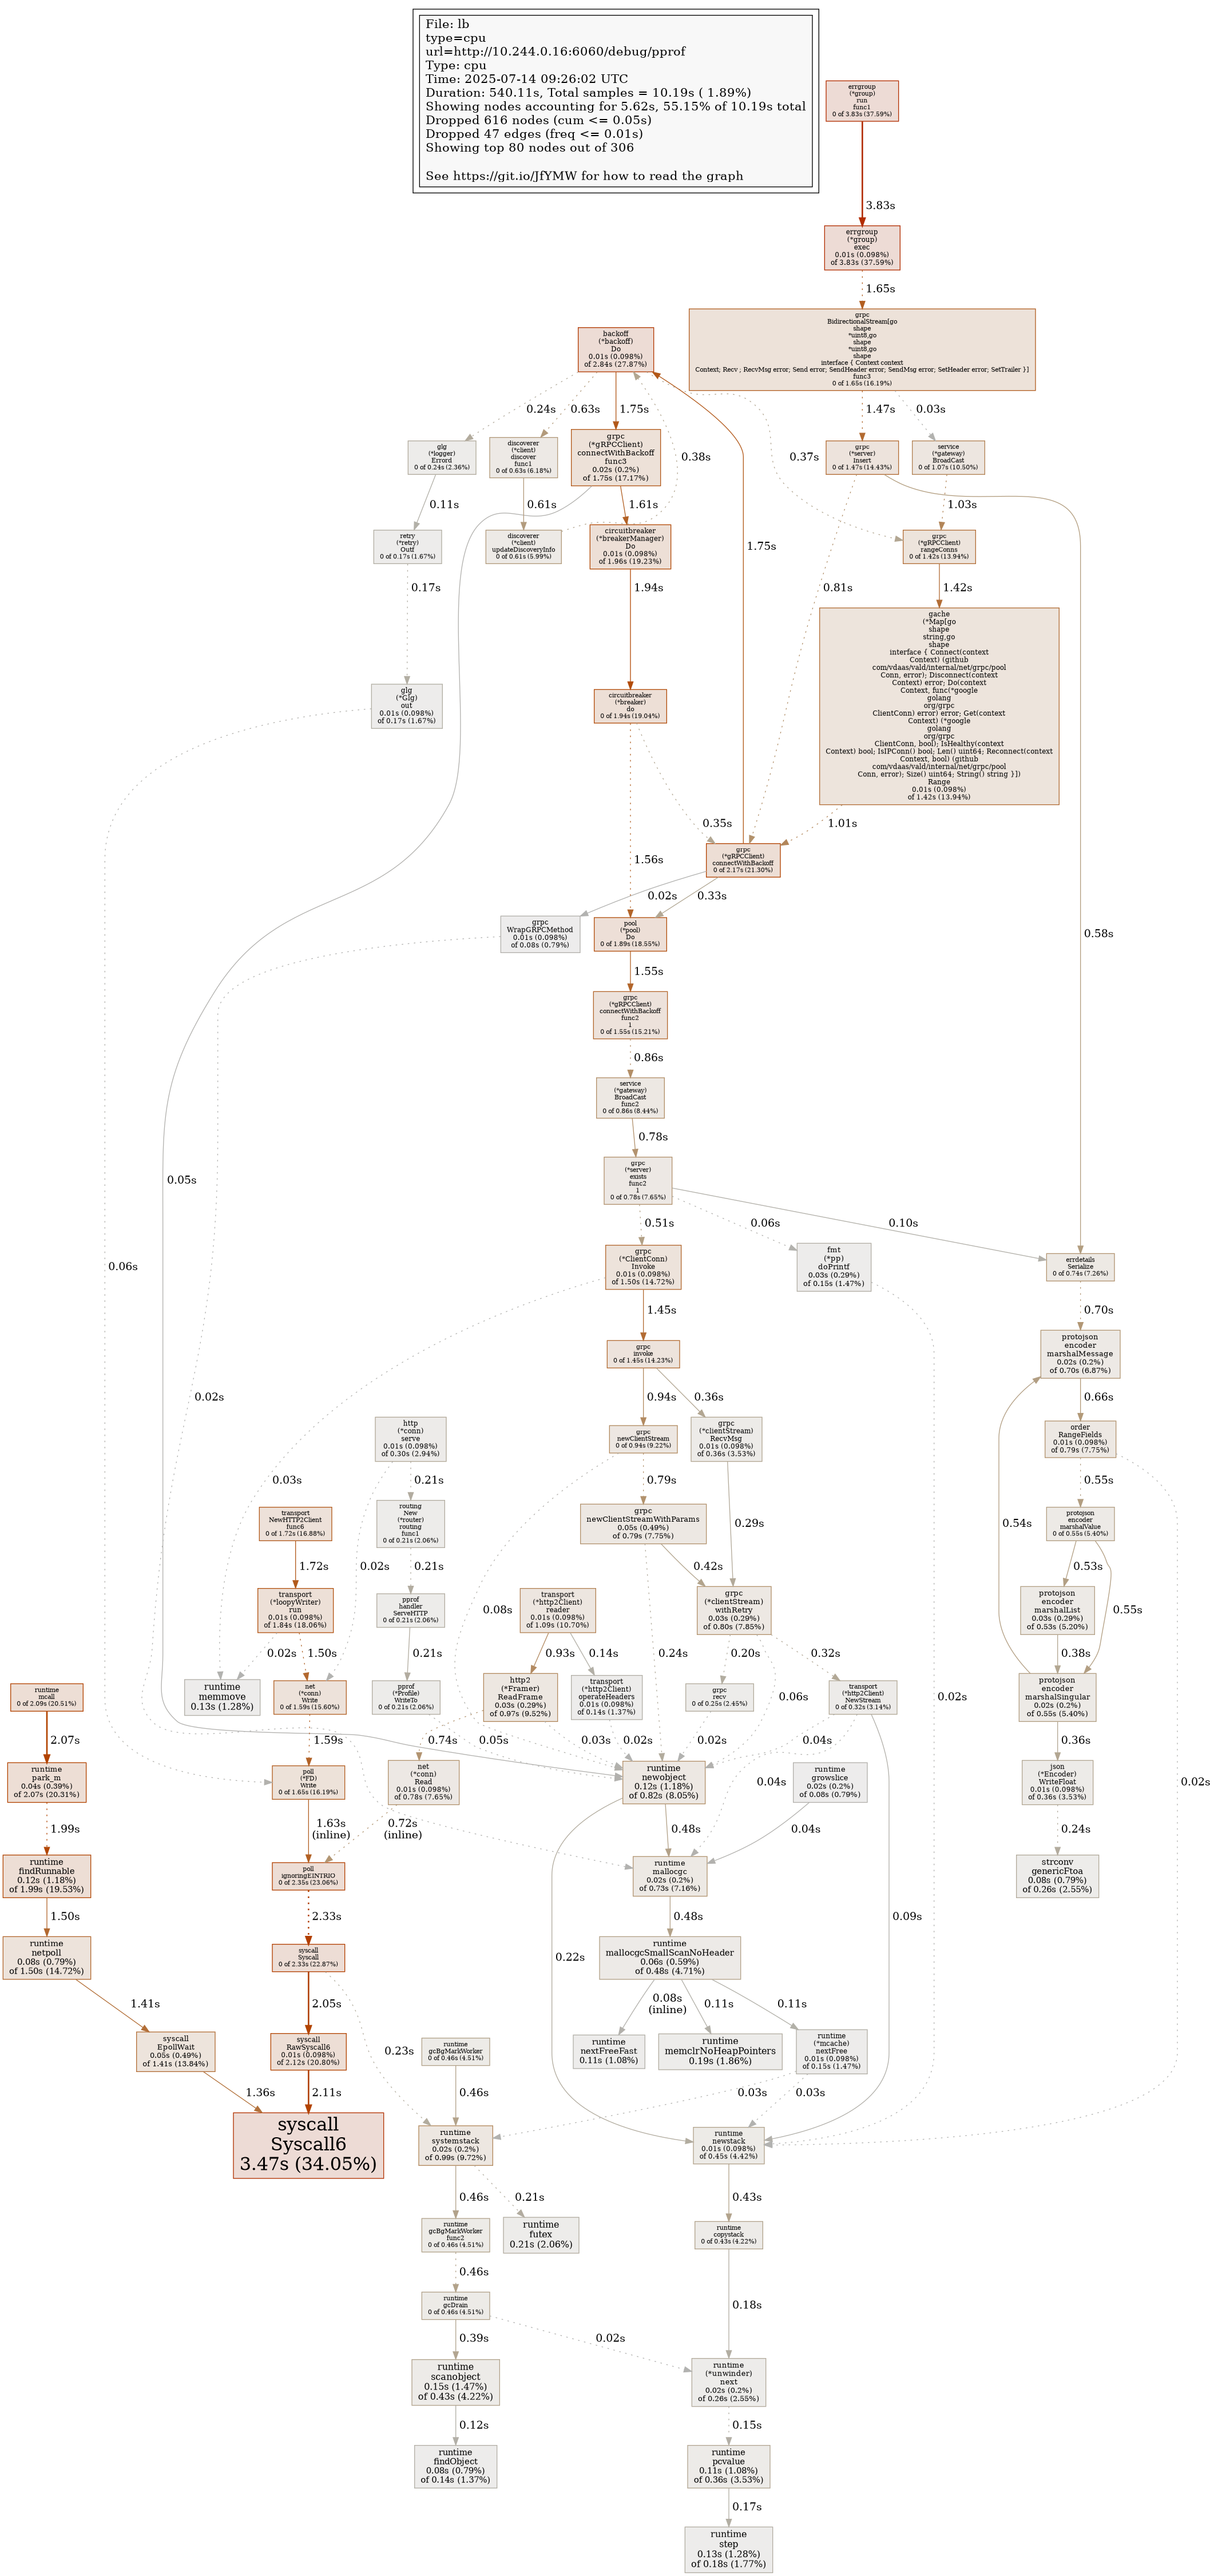 File: lb
type=cpu
url=http://10.244.0.16:6060/debug/pprof
Type: cpu
Time: 2025-07-14 09:26:02 UTC
Duration: 540.11s, Total samples = 10.19s ( 1.89%)
Showing nodes accounting for 5.62s, 55.15% of 10.19s total
Dropped 616 nodes (cum <= 0.05s)
Dropped 47 edges (freq <= 0.01s)
Showing top 80 nodes out of 306
See https://git.io/JfYMW for how to read the graph
errgroup
(*group)
run
func1
0 of 3.83s (37.59%)
3.83s
errgroup
(*group)
exec
0.01s (0.098%)
of 3.83s (37.59%)
1.65s
grpc
BidirectionalStream[go
shape
*uint8,go
shape
*uint8,go
shape
interface { Context context
Context; Recv ; RecvMsg error; Send error; SendHeader error; SendMsg error; SetHeader error; SetTrailer }]
func3
0 of 1.65s (16.19%)
backoff
(*backoff)
Do
0.01s (0.098%)
of 2.84s (27.87%)
0.24s
0.63s
1.75s
0.38s
0.37s
1.47s
0.03s
glg
(*logger)
Errord
0 of 0.24s (2.36%)
discoverer
(*client)
discover
func1
0 of 0.63s (6.18%)
grpc
(*gRPCClient)
connectWithBackoff
func3
0.02s (0.2%)
of 1.75s (17.17%)
grpc
(*server)
Insert
0 of 1.47s (14.43%)
service
(*gateway)
BroadCast
0 of 1.07s (10.50%)
0.11s
0.61s
1.61s
1.03s
retry
(*retry)
Outf
0 of 0.17s (1.67%)
discoverer
(*client)
updateDiscoveryInfo
0 of 0.61s (5.99%)
circuitbreaker
(*breakerManager)
Do
0.01s (0.098%)
of 1.96s (19.23%)
1.75s
grpc
(*gRPCClient)
rangeConns
0 of 1.42s (13.94%)
0.17s
1.94s
0.81s
1.42s
gache
(*Map[go
shape
string,go
shape
interface { Connect(context
Context) (github
com/vdaas/vald/internal/net/grpc/pool
Conn, error); Disconnect(context
Context) error; Do(context
Context, func(*google
golang
org/grpc
ClientConn) error) error; Get(context
Context) (*google
golang
org/grpc
ClientConn, bool); IsHealthy(context
Context) bool; IsIPConn() bool; Len() uint64; Reconnect(context
Context, bool) (github
com/vdaas/vald/internal/net/grpc/pool
Conn, error); Size() uint64; String() string }])
Range
0.01s (0.098%)
of 1.42s (13.94%)
glg
(*Glg)
out
0.01s (0.098%)
of 0.17s (1.67%)
circuitbreaker
(*breaker)
do
0 of 1.94s (19.04%)
0.35s
1.01s
1.56s
grpc
(*gRPCClient)
connectWithBackoff
0 of 2.17s (21.30%)
0.02s
0.33s
0.58s
grpc
WrapGRPCMethod
0.01s (0.098%)
of 0.08s (0.79%)
pool
(*pool)
Do
0 of 1.89s (18.55%)
1.55s
grpc
(*gRPCClient)
connectWithBackoff
func2
1
0 of 1.55s (15.21%)
0.86s
service
(*gateway)
BroadCast
func2
0 of 0.86s (8.44%)
0.78s
0.05s
grpc
(*server)
exists
func2
1
0 of 0.78s (7.65%)
0.51s
0.06s
0.10s
0.06s
grpc
(*ClientConn)
Invoke
0.01s (0.098%)
of 1.50s (14.72%)
fmt
(*pp)
doPrintf
0.03s (0.29%)
of 0.15s (1.47%)
errdetails
Serialize
0 of 0.74s (7.26%)
1.45s
0.70s
grpc
invoke
0 of 1.45s (14.23%)
protojson
encoder
marshalMessage
0.02s (0.2%)
of 0.70s (6.87%)
0.02s
0.94s
0.36s
0.66s
http
(*conn)
serve
0.01s (0.098%)
of 0.30s (2.94%)
grpc
newClientStream
0 of 0.94s (9.22%)
grpc
(*clientStream)
RecvMsg
0.01s (0.098%)
of 0.36s (3.53%)
order
RangeFields
0.01s (0.098%)
of 0.79s (7.75%)
0.03s
0.21s
0.79s
0.55s
transport
NewHTTP2Client
func6
0 of 1.72s (16.88%)
routing
New
(*router)
routing
func1
0 of 0.21s (2.06%)
grpc
newClientStreamWithParams
0.05s (0.49%)
of 0.79s (7.75%)
0.29s
0.54s
protojson
encoder
marshalValue
0 of 0.55s (5.40%)
1.72s
0.02s
0.21s
0.42s
0.53s
0.55s
transport
(*loopyWriter)
run
0.01s (0.098%)
of 1.84s (18.06%)
pprof
handler
ServeHTTP
0 of 0.21s (2.06%)
0.08s
transport
(*http2Client)
reader
0.01s (0.098%)
of 1.09s (10.70%)
grpc
(*clientStream)
withRetry
0.03s (0.29%)
of 0.80s (7.85%)
protojson
encoder
marshalList
0.03s (0.29%)
of 0.53s (5.20%)
0.02s
1.50s
0.21s
0.93s
0.14s
0.24s
0.20s
0.32s
0.38s
runtime
mcall
0 of 2.09s (20.51%)
runtime
memmove
0.13s (1.28%)
net
(*conn)
Write
0 of 1.59s (15.60%)
pprof
(*Profile)
WriteTo
0 of 0.21s (2.06%)
http2
(*Framer)
ReadFrame
0.03s (0.29%)
of 0.97s (9.52%)
transport
(*http2Client)
operateHeaders
0.01s (0.098%)
of 0.14s (1.37%)
grpc
recv
0 of 0.25s (2.45%)
0.06s
transport
(*http2Client)
NewStream
0 of 0.32s (3.14%)
0.02s
protojson
encoder
marshalSingular
0.02s (0.2%)
of 0.55s (5.40%)
2.07s
1.59s
0.74s
0.05s
0.03s
0.02s
0.02s
0.04s
0.36s
runtime
park_m
0.04s (0.39%)
of 2.07s (20.31%)
poll
(*FD)
Write
0 of 1.65s (16.19%)
net
(*conn)
Read
0.01s (0.098%)
of 0.78s (7.65%)
runtime
newobject
0.12s (1.18%)
of 0.82s (8.05%)
0.04s
runtime
growslice
0.02s (0.2%)
of 0.08s (0.79%)
json
(*Encoder)
WriteFloat
0.01s (0.098%)
of 0.36s (3.53%)
0.02s
1.99s
1.63s
(inline)
0.72s
(inline)
0.48s
0.04s
0.24s
runtime
findRunnable
0.12s (1.18%)
of 1.99s (19.53%)
poll
ignoringEINTRIO
0 of 2.35s (23.06%)
runtime
mallocgc
0.02s (0.2%)
of 0.73s (7.16%)
strconv
genericFtoa
0.08s (0.79%)
of 0.26s (2.55%)
1.50s
2.33s
0.48s
0.09s
runtime
netpoll
0.08s (0.79%)
of 1.50s (14.72%)
syscall
Syscall
0 of 2.33s (22.87%)
0.22s
runtime
mallocgcSmallScanNoHeader
0.06s (0.59%)
of 0.48s (4.71%)
1.41s
2.05s
0.08s
(inline)
0.11s
0.11s
syscall
EpollWait
0.05s (0.49%)
of 1.41s (13.84%)
syscall
RawSyscall6
0.01s (0.098%)
of 2.12s (20.80%)
0.23s
runtime
gcBgMarkWorker
0 of 0.46s (4.51%)
runtime
nextFreeFast
0.11s (1.08%)
runtime
memclrNoHeapPointers
0.19s (1.86%)
runtime
(*mcache)
nextFree
0.01s (0.098%)
of 0.15s (1.47%)
1.36s
2.11s
0.46s
0.03s
0.03s
syscall
Syscall6
3.47s (34.05%)
runtime
systemstack
0.02s (0.2%)
of 0.99s (9.72%)
runtime
newstack
0.01s (0.098%)
of 0.45s (4.42%)
0.46s
0.21s
0.43s
runtime
gcBgMarkWorker
func2
0 of 0.46s (4.51%)
runtime
futex
0.21s (2.06%)
runtime
copystack
0 of 0.43s (4.22%)
0.46s
runtime
gcDrain
0 of 0.46s (4.51%)
0.18s
0.39s
0.02s
runtime
scanobject
0.15s (1.47%)
of 0.43s (4.22%)
runtime
(*unwinder)
next
0.02s (0.2%)
of 0.26s (2.55%)
0.12s
0.15s
runtime
findObject
0.08s (0.79%)
of 0.14s (1.37%)
runtime
pcvalue
0.11s (1.08%)
of 0.36s (3.53%)
0.17s
runtime
step
0.13s (1.28%)
of 0.18s (1.77%)